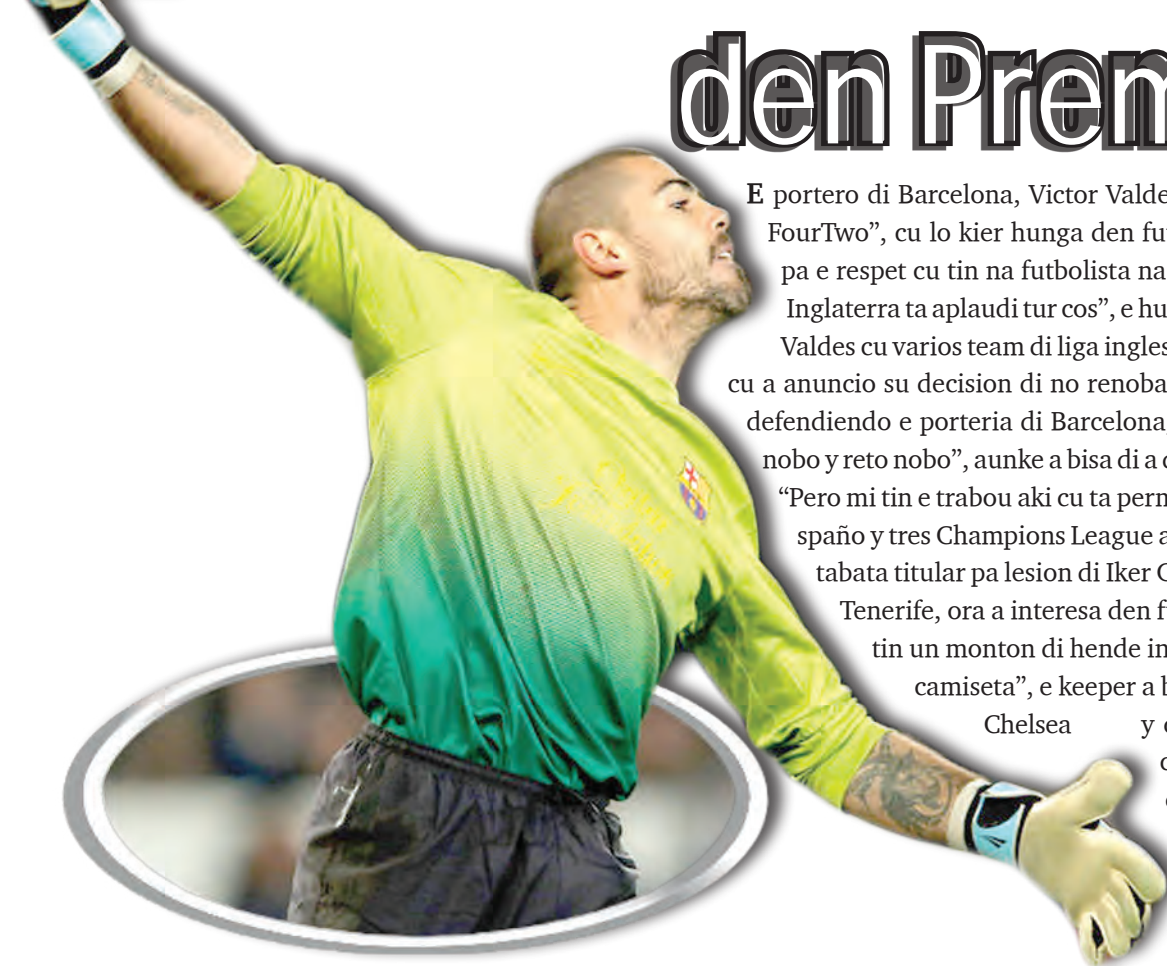 den Prem
E portero di Barcelona, Victor Valde
FourTwo”, cu lo kier hunga den fu
pa e respet cu tin na futbolista na
Inglaterra ta aplaudi tur cos”, e hu
Valdes cu varios team di liga ingles
cu a anuncio su decision di no renoba
defendiendo e porteria di Barcelona,
nobo y reto nobo”, aunke a bisa di a
“Pero mi tin e trabou aki cu ta perm
spaño y tres Champions League a
tabata titular pa lesion di Iker C
Tenerife, ora a interesa den f
tin un monton di hende in
camiseta”, e keeper a b
Chelsea y